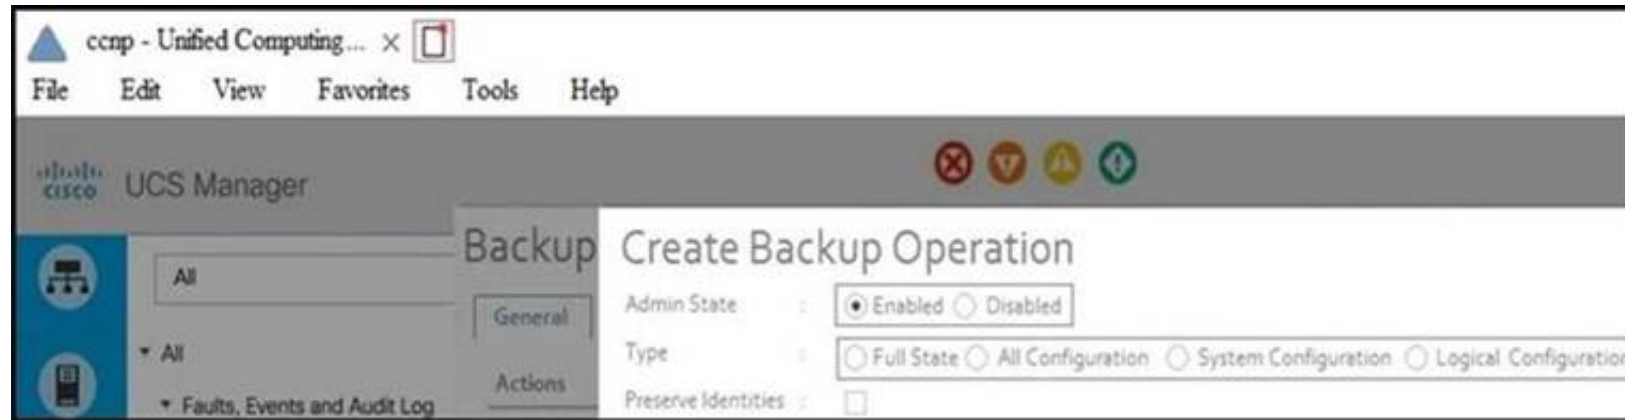 ccnp - Unified Computing... ×
File Edit View Favorites Tools Help
cisco UCS Manager
All
All
Faults, Events and Audit Log
Backup
General
Actions
Create Backup Operation
Admin State : Enabled Disabled
Type : Full State All Configuration System Configuration Logical Configuration
Preserve Identities :